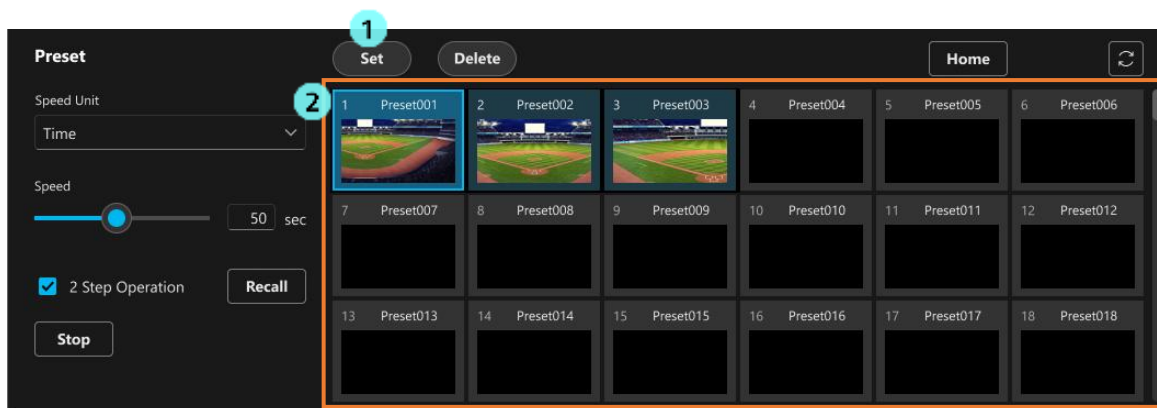 1
Preset
Set
Delete
Home
Speed Unit
Time
Speed
50 sec
2 Step Operation
Recall
Stop
2
1 Preset001
2 Preset002
3 Preset003
4 Preset004
5 Preset005
6 Preset006
7 Preset007
8 Preset008
9 Preset009
10 Preset010
11 Preset011
12 Preset012
13 Preset013
14 Preset014
15 Preset015
16 Preset016
17 Preset017
18 Preset018